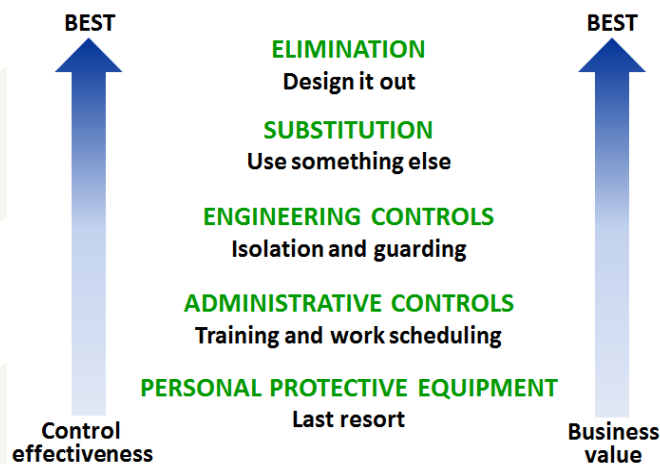 BEST
BEST
ELIMINATION
Design it out
SUBSTITUTION
Use something else
ENGINEERING CONTROLS
Isolation and guarding
ADMINISTRATIVE CONTROLS
Training and work scheduling
PERSONAL PROTECTIVE EQUIPMENT
Last resort
Control
effectiveness
Business
value